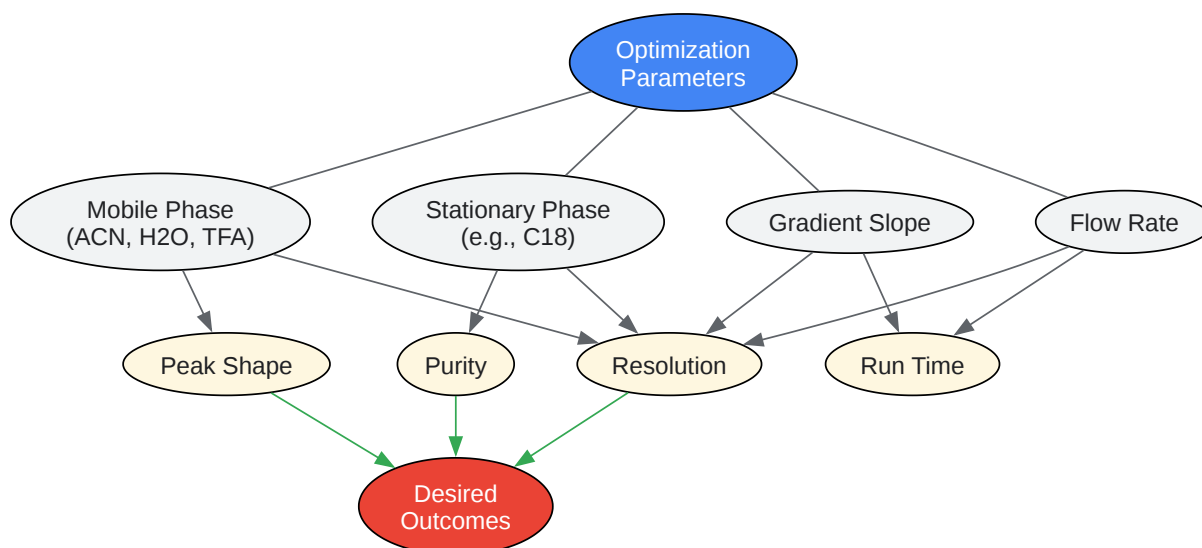 Optimization
Parameters
Mobile Phase
(ACN, H2O, TFA)
Stationary Phase
(e.g., C18)
Gradient Slope
Flow Rate
Peak Shape
Purity
Resolution
Run Time
Desired
Outcomes